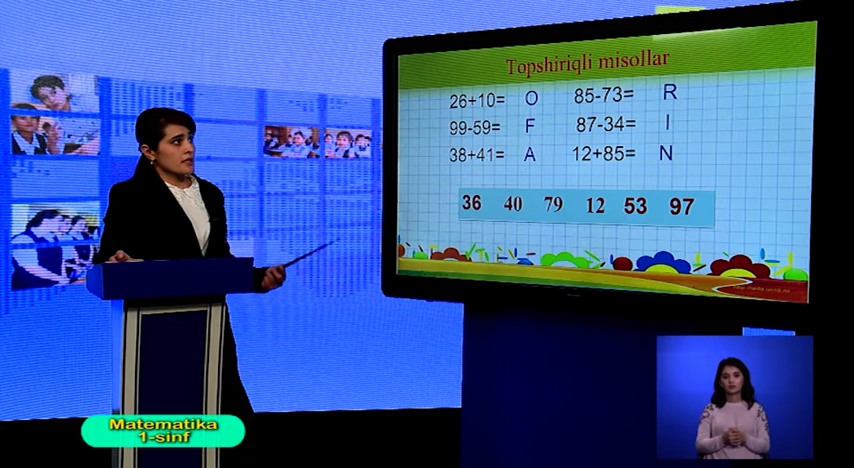 Topshiriqli misollar
26+10= O 85-73= R
99-59= F 87-34= I
38+41= A 12+85= N
36 40 79 12 53 97
Matematika
1-sinf